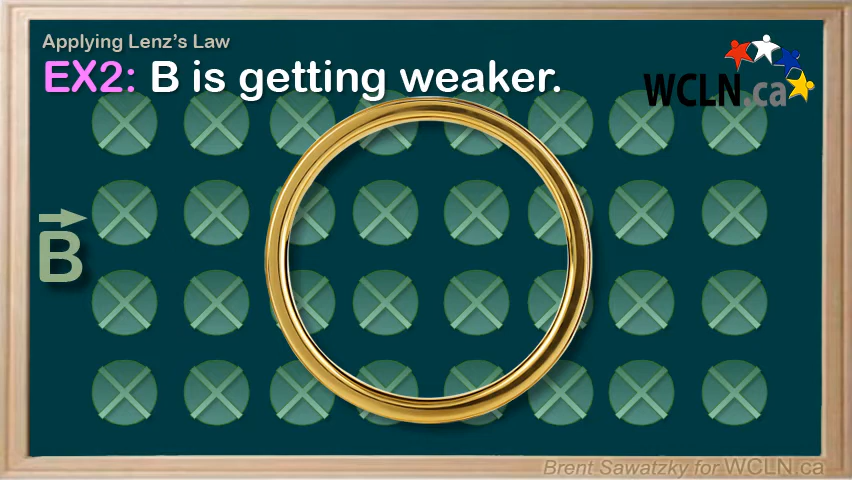 Applying Lenz's Law
EX2: B is getting weaker.
WCLN.ca
B
Brent Sawatzky for WCLN.ca